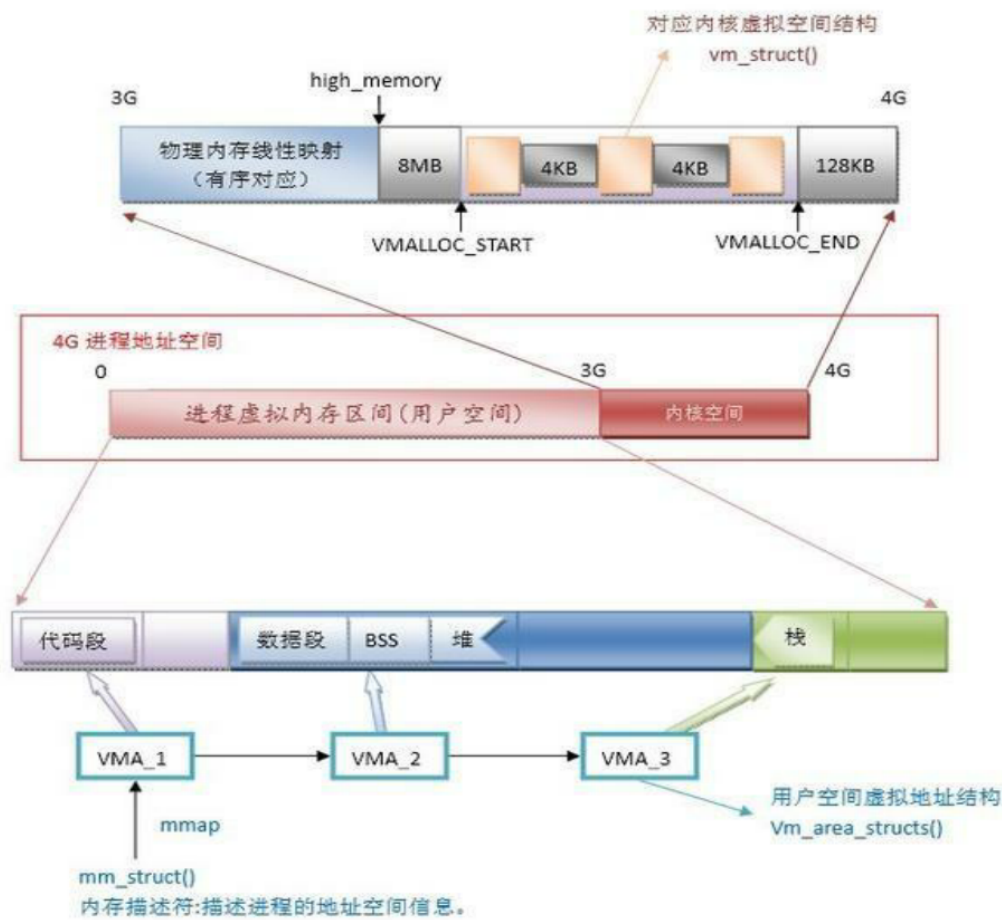 对应内核虚拟空间结构
vm_struct()
high_memory
3G
4G
物理内存线性映射
（有序对应）
8MB
4KB
4KB
128KB
VMALLOC_START
VMALLOC_END
4G 进程地址空间
0
3G
4G
进程虚拟内存区间(用户空间)
内核空间
代码段
数据段
BSS
堆
栈
VMA_1
VMA_2
VMA_3
mmap
用户空间虚拟地址结构
Vm_area_structs()
mm_struct()
内存描述符:描述进程的地址空间信息。